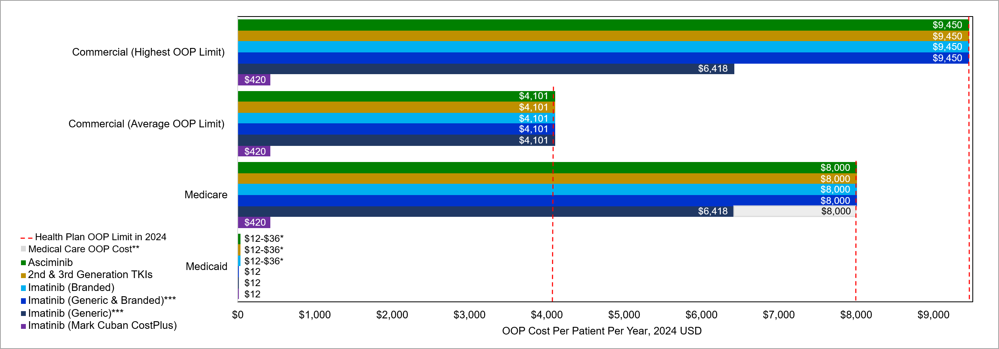 $9,450
$9,450
$9,450
Commercial (Highest OOP Limit)
$9,450
$6,418
$420
$4,101
$4,101
$4,101
Commercial (Average OOP Limit)
$4,101
$4,101
$420
$8,000
$8,000
$8,000
Medicare
$8,000
$6,418 $8,000
$420
Health Plan OOP Limit in 2024
Medical Care OOP Cost**
Asciminib
2nd & 3rd Generation TKIs
Imatinib (Branded)
Imatinib (Generic & Branded)***
Imatinib (Generic)***
Imatinib (Mark Cuban CostPlus)
$12-$36*
$12-$36*
$12-$36*
Medicaid
$12
$12
$12
$0 $1,000 $2,000 $3,000 $4,000 $5,000 $6,000 $7,000 $8,000 $9,000
OOP Cost Per Patient Per Year, 2024 USD